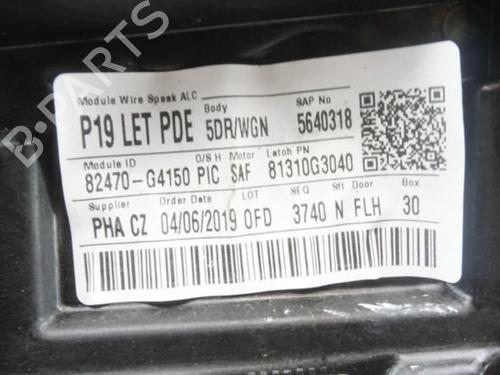 Module Wire Speak ALC Body SAP No
P19 LET PDE 5DR/WGN 5640318
Module ID O/S H Motor Latch PN
82470-G4150 PIC SAF 81310G3040
Supplier Order Date LOT SEQ Sft Door Box
PHA CZ 04/06/2019 0FD 3740 N FLH 30
B-PARTS